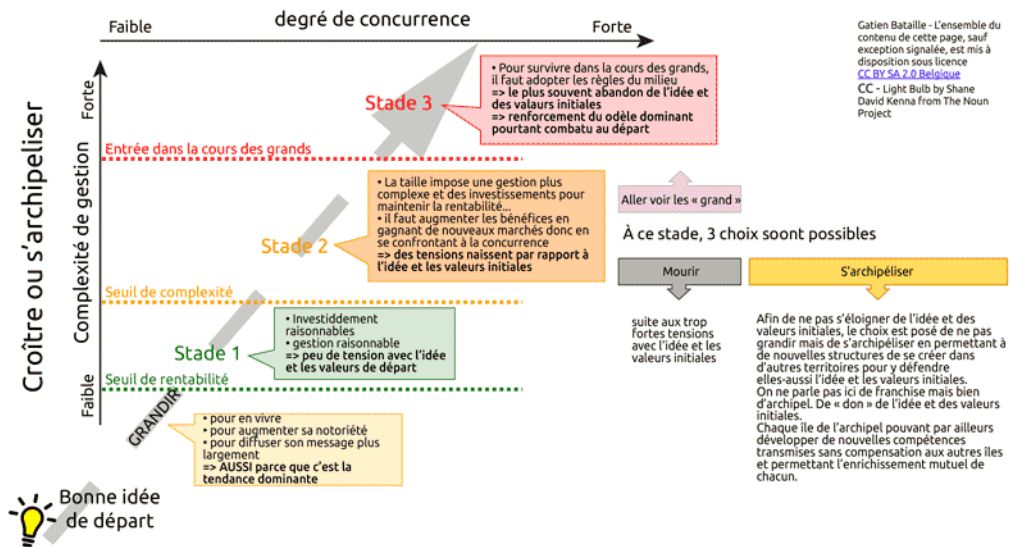 degré de concurrence
Faible
Forte
Gatien Bataille - L'ensemble du
contenu de cette page, sauf
exception signalée, est mis à
disposition sous licence
CC BY SA 2.0 Belgique
CC - Light Bulb by Shane
David Kenna from The Noun
Project
Croître ou s'archipeliser
Complexité de gestion
Forte
Faible
Stade 3
• Pour survivre dans la cours des grands,
il faut adopter les règles du milieu
=> le plus souvent abandon de l'idée et
des valaurs initiales
=> renforcement du odèle dominant
pourtant combatu au départ
Entrée dans la cours des grands
Stade 2
• La taille impose une gestion plus
complexe et des investissements pour
maintenir la rentabilité...
• il faut augmenter les bénéfices en
gagnant de nouveaux marchés donc en
se confrontant à la concurrence
=> des tensions naissent par rapport à
l'idée et les valeurs initiales
Aller voir les « grand »
À ce stade, 3 choix soont possibles
Mourir
S'archipéliser
suite aux trop
fortes tensions
avec l'idée et les
valeurs initiales
Afin de ne pas s'éloigner de l'idée et des
valeurs initiales, le choix est posé de ne pas
grandir mais de s'archipéliser en permettant à
de nouvelles structures de se créer dans
d'autres territoires pour y défendre
elles-aussi l'idée et les valeurs initiales.
On ne parle pas ici de franchise mais bien
d'archipel. De « don » de l'idée et des valeurs
initiales.
Chaque île de l'archipel pouvant par ailleurs
développer de nouvelles compétences
transmises sans compensation aux autres îles
et permettant l'enrichissement mutuel de
chacun.
Seuil de complexité
Stade 1
• Investiddement
raisonnables
• gestion raisonnable
=> peu de tension avec l'idée
et les valeurs de départ
Seuil de rentabilité
GRANDIR
• pour en vivre
• pour augmenter sa notoriété
• pour diffuser son message plus
largement
=> AUSSI parce que c'est la
tendance dominante
Bonne idée
de départ